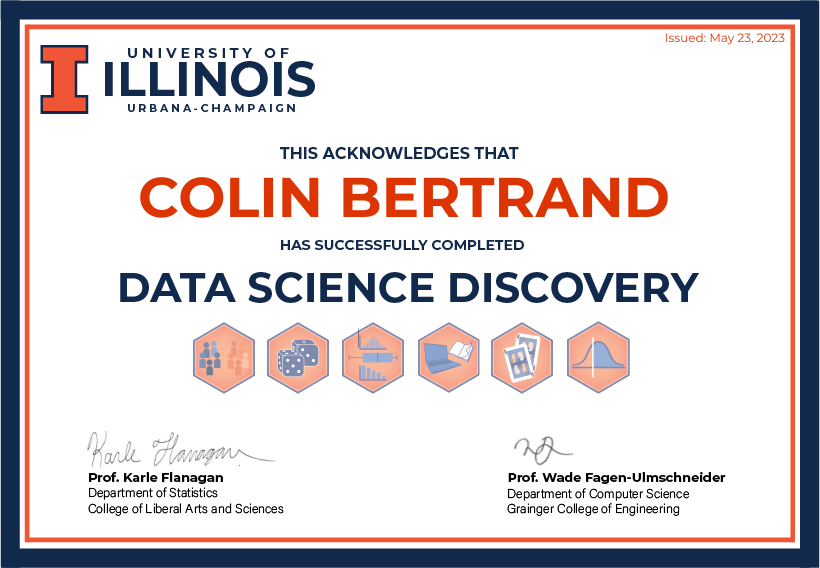 Issued: May 23, 2023
UNIVERSITY OF
ILLINOIS
URBANA-CHAMPAIGN
THIS ACKNOWLEDGES THAT
COLIN BERTRAND
HAS SUCCESSFULLY COMPLETED
DATA SCIENCE DISCOVERY
Karle Flanagan
Prof. Karle Flanagan
Department of Statistics
College of Liberal Arts and Sciences
Prof. Wade Fagen-Ulmschneider
Department of Computer Science
Grainger College of Engineering